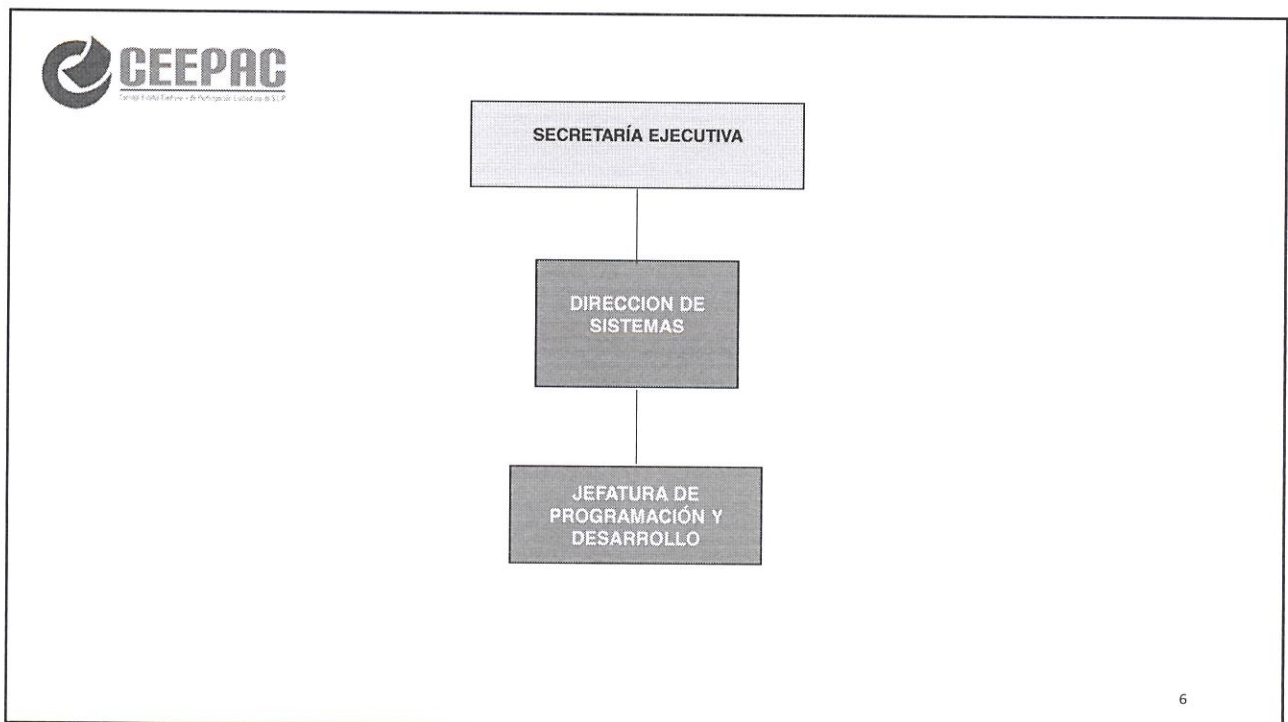 CEEPAC
SECRETARÍA EJECUTIVA
DIRECCION DE
SISTEMAS
JEFATURA DE
PROGRAMACIÓN Y
DESARROLLO
6